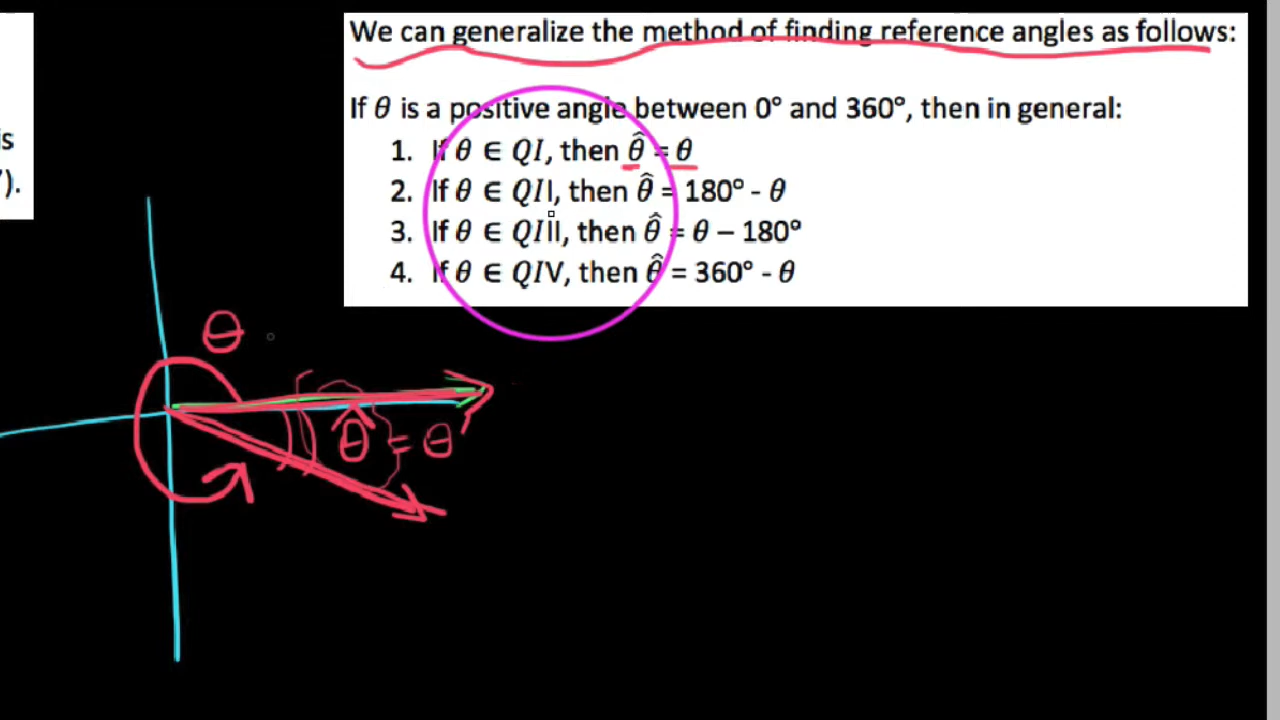 We can generalize the method of finding reference angles as follows:
is
').
If θ is a positive angle between 0° and 360°, then in general:
1. If θ ∈ QI, then θ̂ = θ
2. If θ ∈ QII, then θ̂ = 180° - θ
3. If θ ∈ QIII, then θ̂ = θ – 180°
4. If θ ∈ QIV, then θ̂ = 360° - θ
θ
θ̂ = θ'